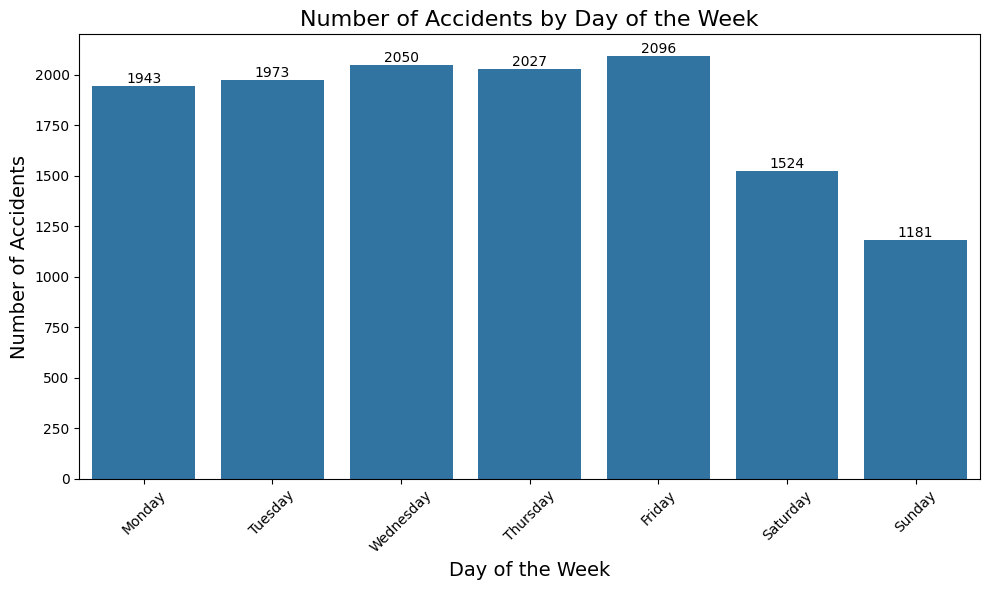 Number of Accidents by Day of the Week
Number of Accidents
2000
1750
1500
1250
1000
750
500
250
0
1943
1973
2050
2027
2096
1524
1181
Monday
Tuesday
Wednesday
Thursday
Friday
Saturday
Sunday
Day of the Week